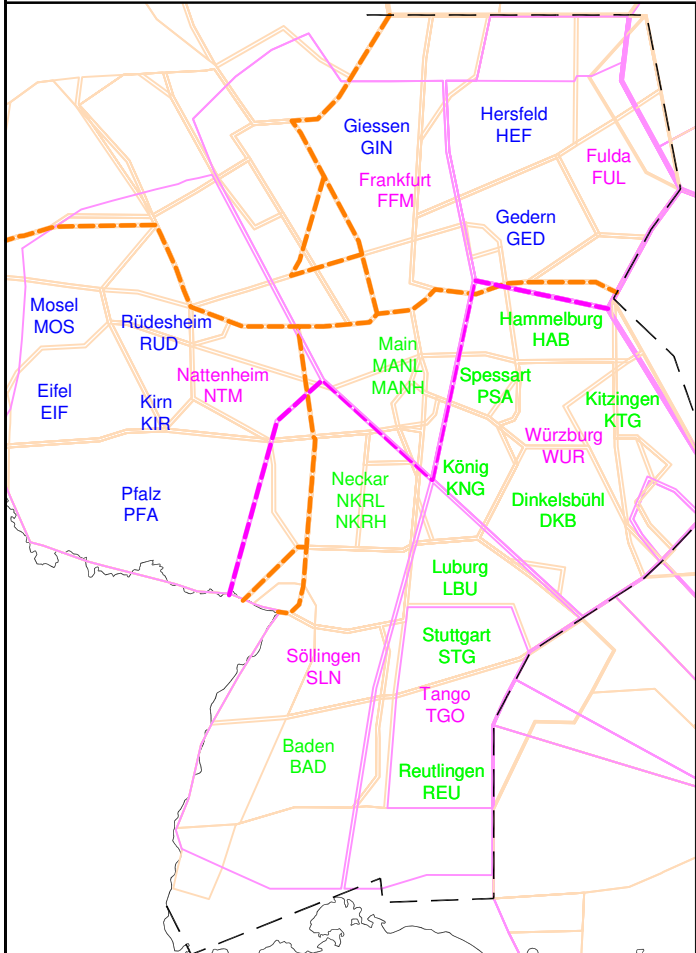 Hersfeld
HEF
Giessen
GIN
Fulda
FUL
Frankfurt
FFM
Gedern
GED
Mosel
MOS
Rüdesheim
RUD
Hammelburg
HAB
Main
MANL
MANH
Nattenheim
NTM
Spessart
PSA
Eifel
EIF
Kirn
KIR
Kitzingen
KTG
Würzburg
WUR
König
KNG
Neckar
NKRL
NKRH
Pfalz
PFA
Dinkelsbühl
DKB
Luburg
LBU
Stuttgart
STG
Söllingen
SLN
Tango
TGO
Baden
BAD
Reutlingen
REU